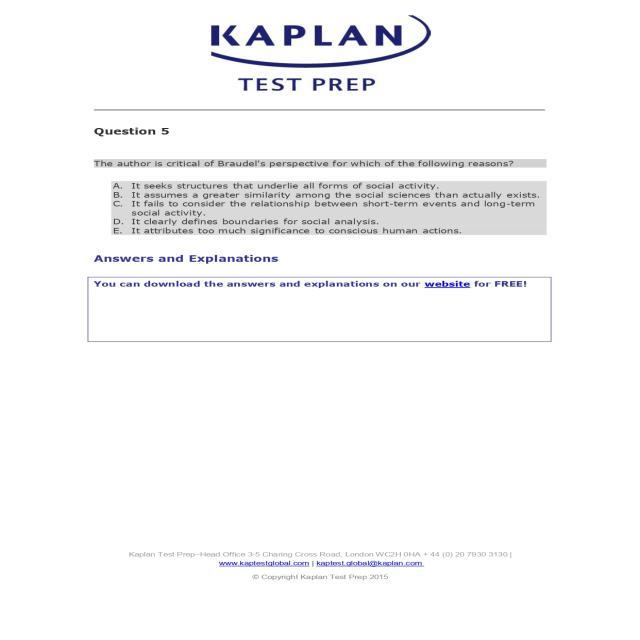 KAPLAN
TEST PREP
Question 5
The author is critical of Braudel's perspective for which of the following reasons?
A. It seeks structures that underlie all forms of social activity.
B. It assumes a greater similarity among the social sciences than actually exists.
C. It fails to consider the relationship between short-term events and long-term
social activity.
D. It clearly defines boundaries for social analysis.
E. It attributes too much significance to conscious human actions.
Answers and Explanations
You can download the answers and explanations on our website for FREE!
Kaplan Test Prep–Head Office 3-5 Charing Cross Road, London WC2H 0HA + 44 (0) 20 7930 3130 |
www.kaptestglobal.com | kaptest.global@kaplan.com
© Copyright Kaplan Test Prep 2015